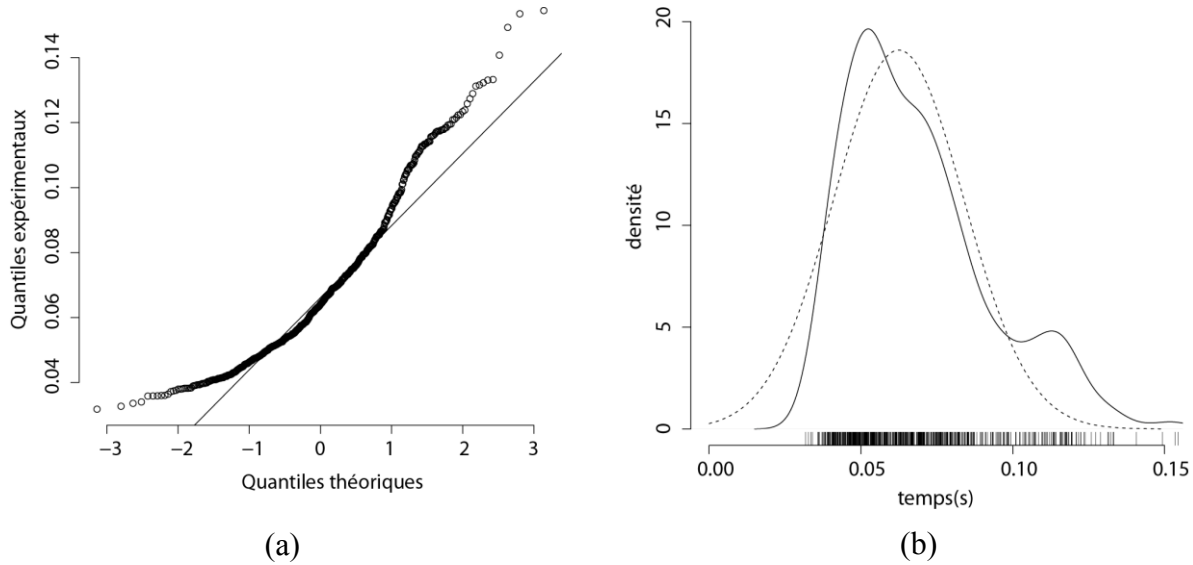 0.14
0.12
0.10
0.08
0.06
0.04
Quantiles expérimentaux
−3 −2 −1 0 1 2 3
Quantiles théoriques
(a)
20
15
10
5
0
densité
0.00 0.05 0.10 0.15
temps(s)
(b)